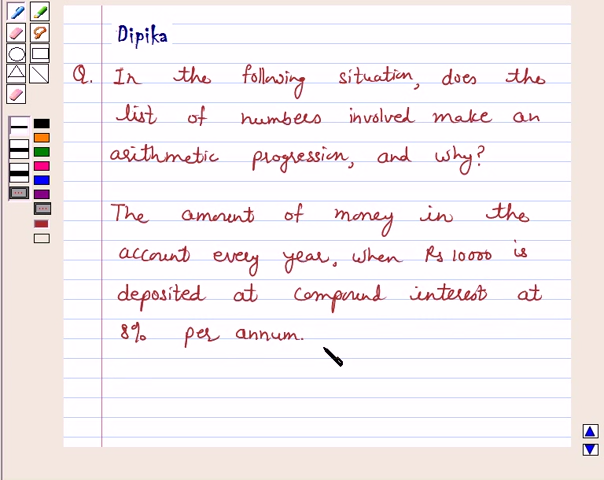 Dipika
Q. In the following situation, does the
list of numbers involved make an
arithmetic progression, and why?
The amount of money in the
account every year, when Rs 10000 is
deposited at compound interest at
8% per annum.